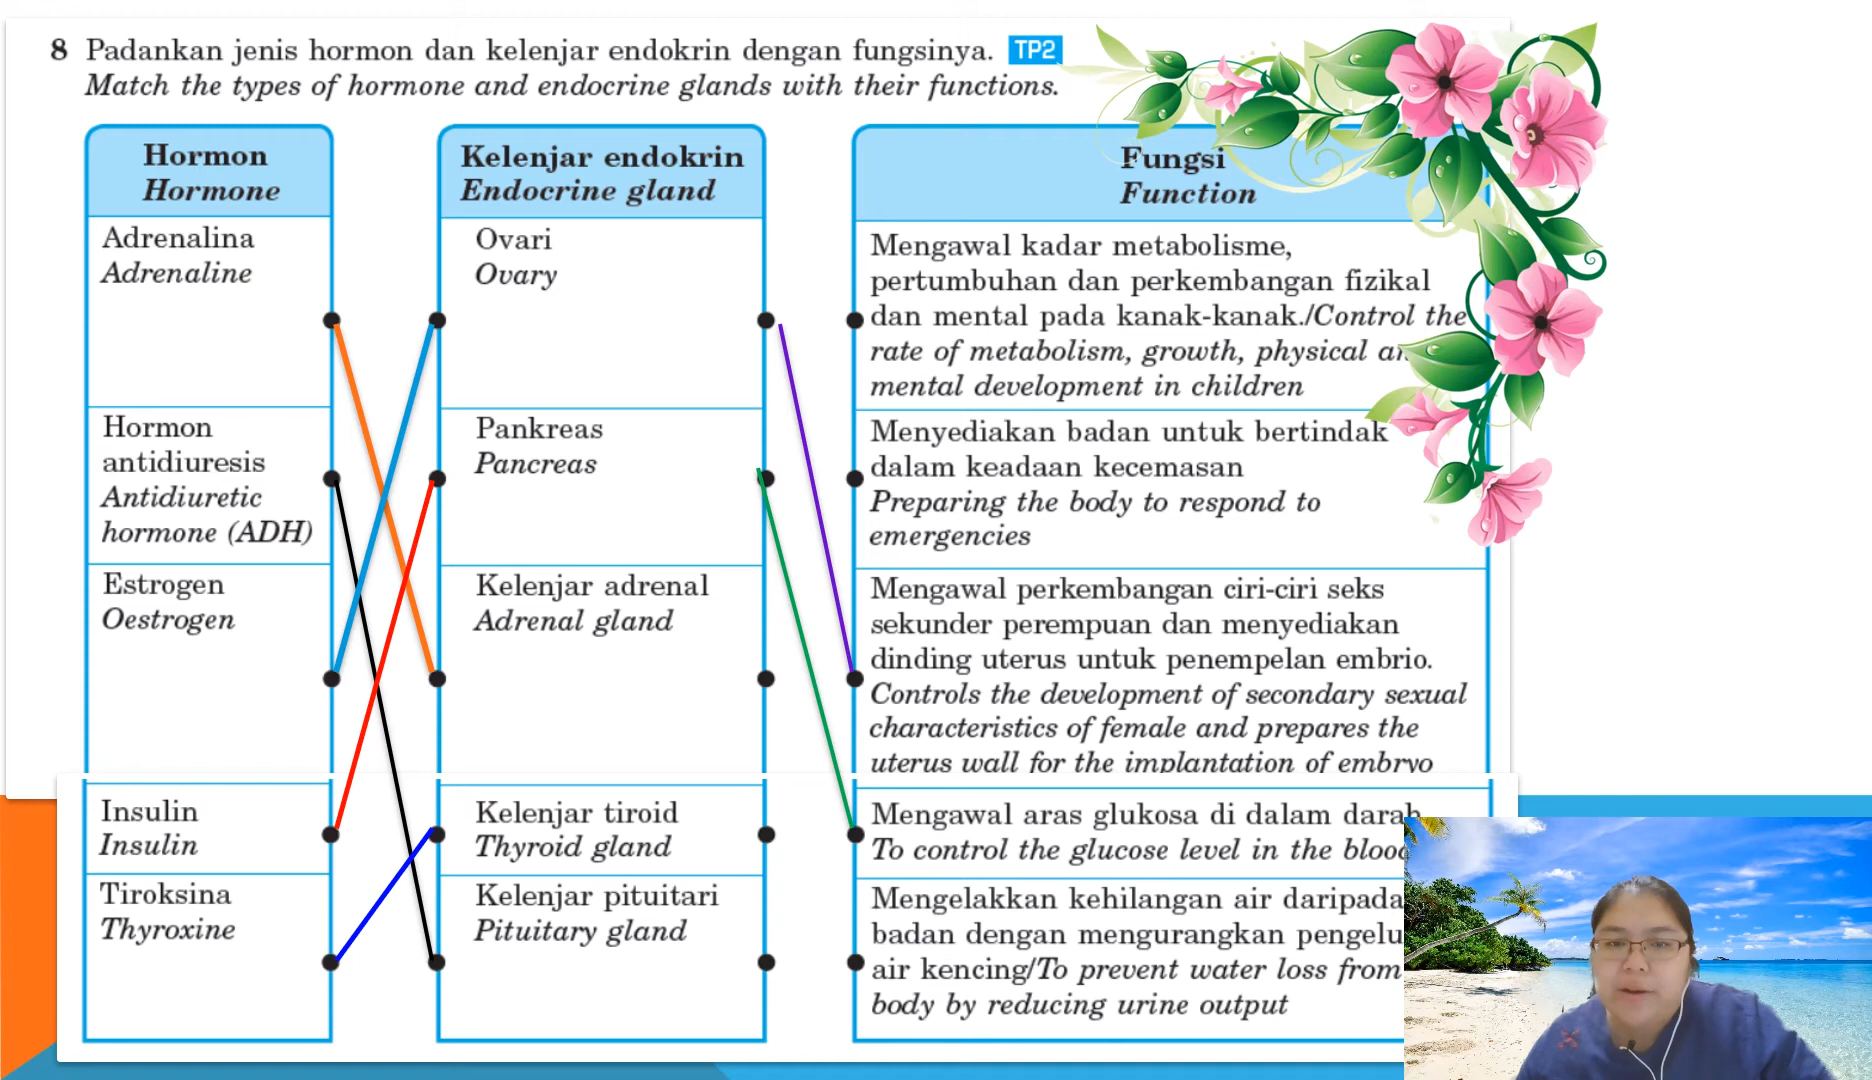 8 Padankan jenis hormon dan kelenjar endokrin dengan fungsinya. TP2
Match the types of hormone and endocrine glands with their functions.
Hormon
Hormone
Adrenalina
Adrenaline
Hormon
antidiuresis
Antidiuretic
hormone (ADH)
Estrogen
Oestrogen
Insulin
Insulin
Tiroksina
Thyroxine
Kelenjar endokrin
Endocrine gland
Ovari
Ovary
Pankreas
Pancreas
Kelenjar adrenal
Adrenal gland
Kelenjar tiroid
Thyroid gland
Kelenjar pituitari
Pituitary gland
Fungsi
Function
Mengawal kadar metabolisme,
pertumbuhan dan perkembangan fizikal
dan mental pada kanak-kanak./Control the
rate of metabolism, growth, physical
mental development in children
Menyediakan badan untuk bertindak
dalam keadaan kecemasan
Preparing the body to respond to
emergencies
Mengawal perkembangan ciri-ciri seks
sekunder perempuan dan menyediakan
dinding uterus untuk penempelan embrio.
Controls the development of secondary sexual
characteristics of female and prepares the
uterus wall for the implantation of embryo
Mengawal aras glukosa di dalam darah
To control the glucose level in the
Mengelakkan kehilangan air daripada
badan dengan mengurangkan
air kencing/To prevent water loss from
body by reducing urine output